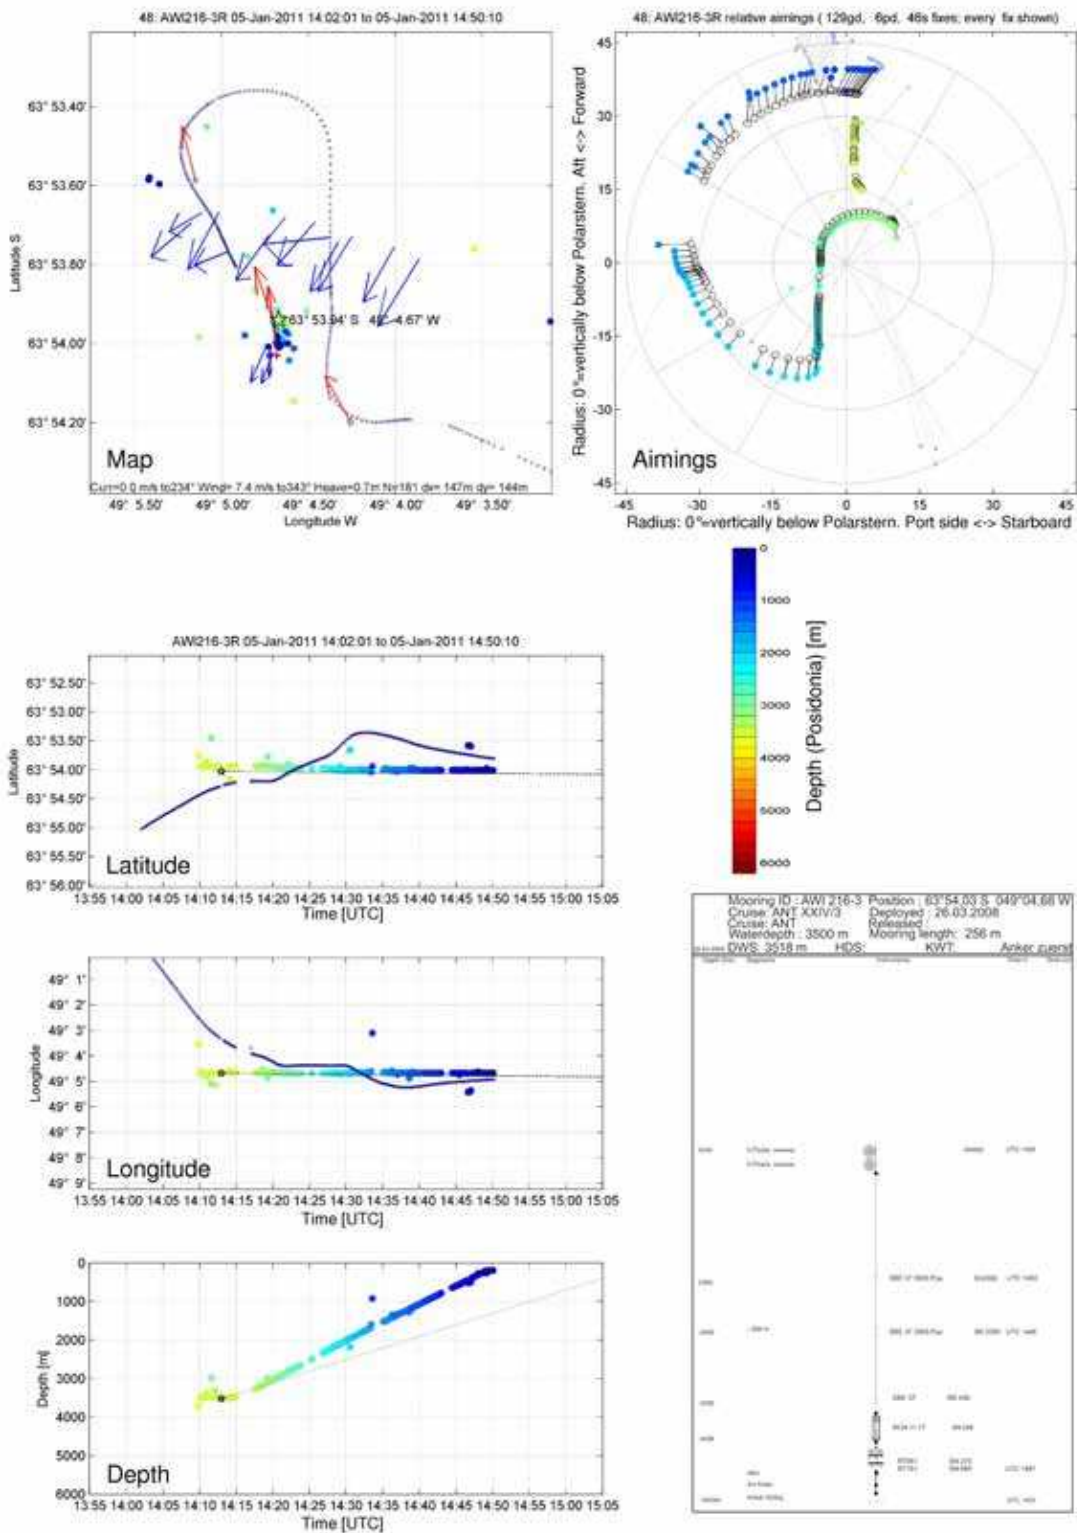 48: AWI216-3R 05-Jan-2011 14:02:01 to 05-Jan-2011 14:50:10
63° 53.40'
63° 53.60'
63° 53.80'
63° 54.00'
63° 54.20'
Latitude S
63° 53.94' S
4.67' W
Map
Curr=0.0 m/s to234° Wind= 7.4 m/s to343° Heave=0.7m N=161 dx= 147m dy= 144m
49° 5.50' 49° 5.00' 49° 4.50' 49° 4.00' 49° 3.50'
Longitude W
48: AWI216-3R relative aimings ( 129gd, 6pd, 46s fixes; every fix shown)
45
30
15
0
-15
-30
-45
Radius: 0°=vertically below Polarstern. Aft <-> Forward
Aimings
-45 -30 -15 0 15 30 45
Radius: 0°=vertically below Polarstern. Port side <-> Starboard
0
1000
2000
3000
4000
5000
6000
Depth (Posidonia) [m]
AWI216-3R 05-Jan-2011 14:02:01 to 05-Jan-2011 14:50:10
63° 52.50'
63° 53.00'
63° 53.50'
63° 54.00'
63° 54.50'
63° 55.00'
63° 55.50'
63° 56.00'
Latitude
Latitude
13:55 14:00 14:05 14:10 14:15 14:20 14:25 14:30 14:35 14:40 14:45 14:50 14:55 15:00 15:05
Time [UTC]
49° 1'
49° 2'
49° 3'
49° 4'
49° 5'
49° 6'
49° 7'
49° 8'
49° 9'
Longitude
Longitude
13:55 14:00 14:05 14:10 14:15 14:20 14:25 14:30 14:35 14:40 14:45 14:50 14:55 15:00 15:05
Time [UTC]
0
1000
2000
3000
4000
5000
6000
Depth [m]
Depth
13:55 14:00 14:05 14:10 14:15 14:20 14:25 14:30 14:35 14:40 14:45 14:50 14:55 15:00 15:05
Time [UTC]
Mooring ID : AWI 216-3 Position : 63°54,03 S 049°04,68 W
Cruise: ANT XXIV/3 Deployed : 26.03.2008
Cruise: ANT Released :
Waterdepth : 3500 m Mooring length: 256 m
DWS: 3518 m HDS: KWT: Anker zuerst